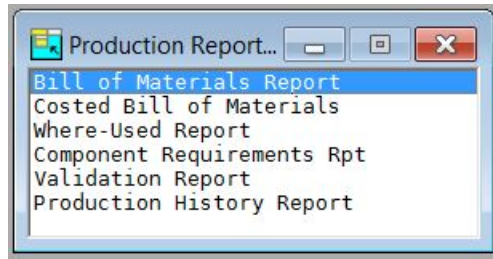 Production Report...
Bill of Materials Report
Costed Bill of Materials
Where-Used Report
Component Requirements Rpt
Validation Report
Production History Report